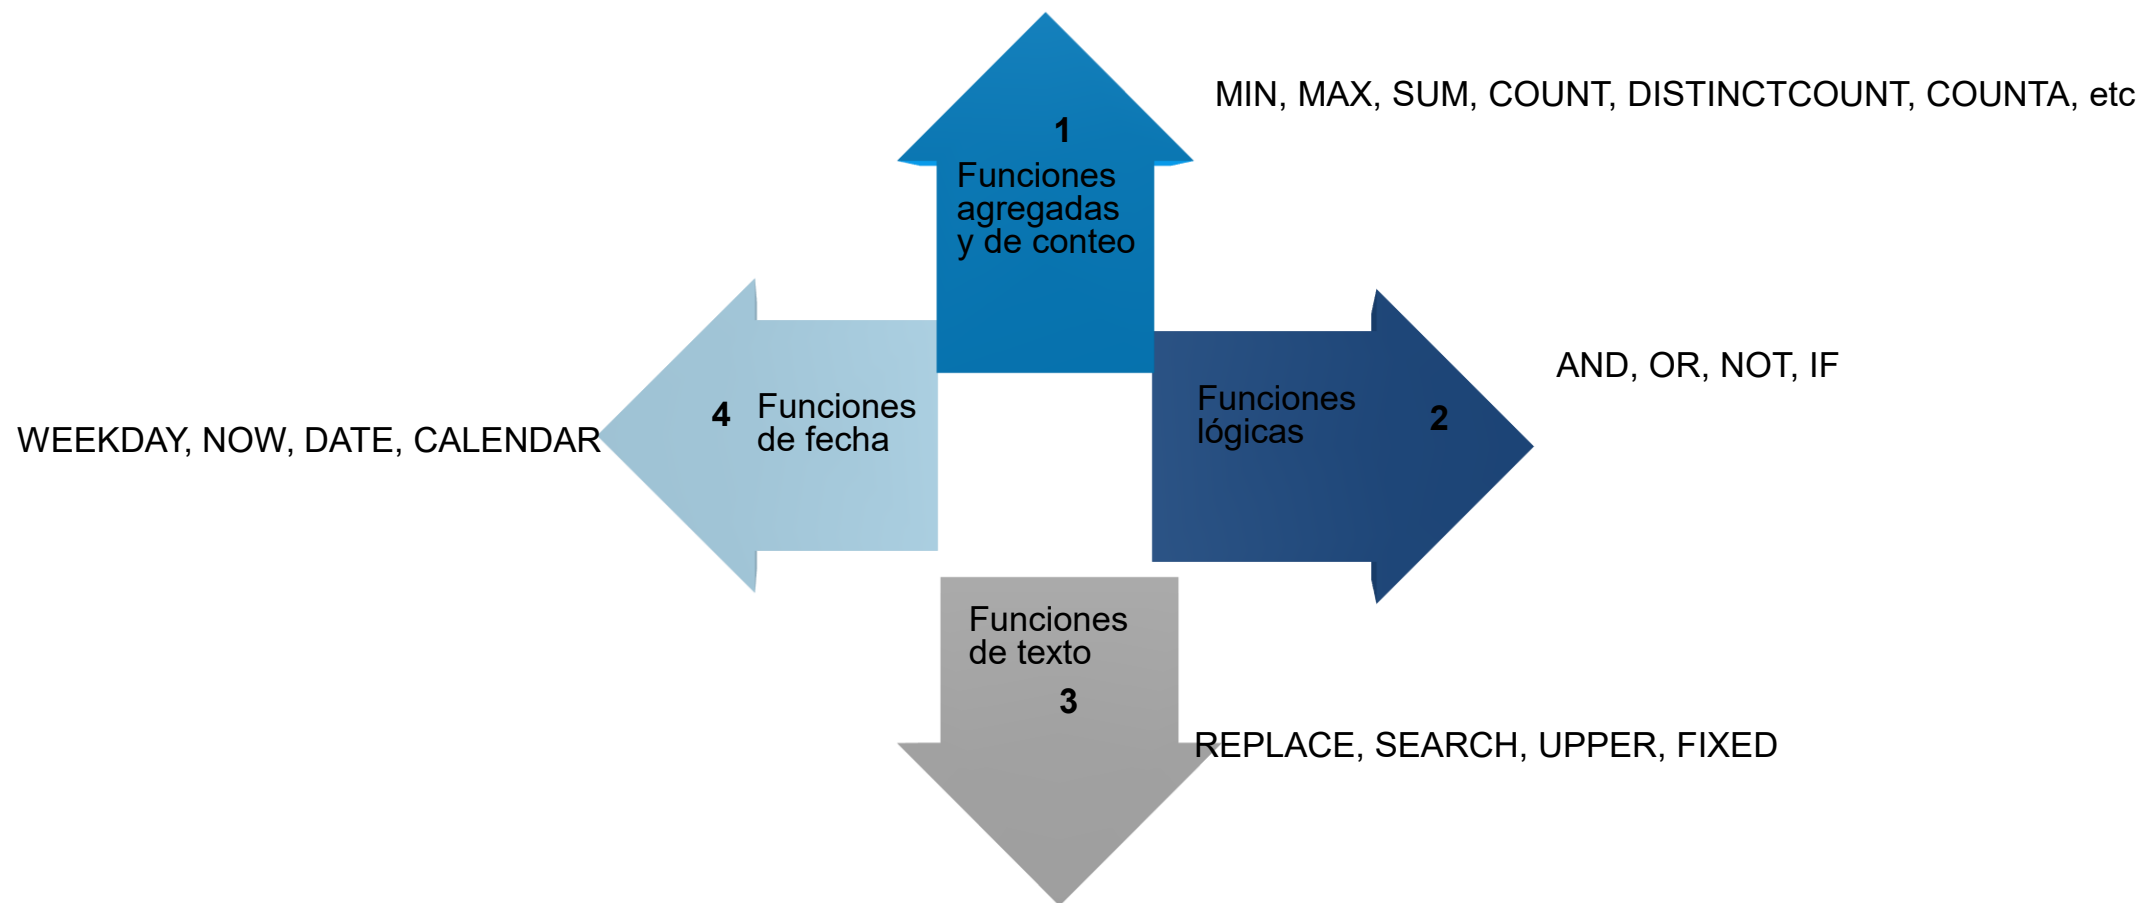 1
Funciones
agregadas
y de conteo
MIN, MAX, SUM, COUNT, DISTINCTCOUNT, COUNTA, etc
Funciones
lógicas
2
AND, OR, NOT, IF
Funciones
de texto
3
REPLACE, SEARCH, UPPER, FIXED
4
Funciones
de fecha
WEEKDAY, NOW, DATE, CALENDAR